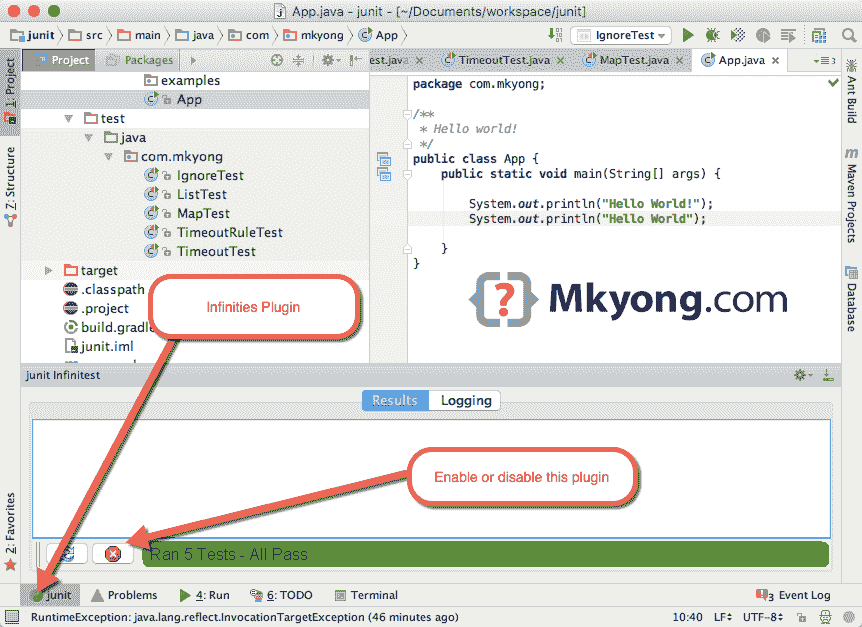 App.java - junit - [~/Documents/workspace/junit]
junit src main java com mkyong App IgnoreTest
1: Project
Z: Structure
2: Favorites
Project Packages
est.java TimeoutTest.java MapTest.java App.java 3
examples
App
test
java
com.mkyong
IgnoreTest
ListTest
MapTest
TimeoutRuleTest
TimeoutTest
target
.classpath
.project
build.gradle
junit.iml
package com.mkyong;
/**
* Hello world!
*/
public class App {
public static void main(String[] args) {
System.out.println("Hello World!");
System.out.println("Hello World");
}
}
Mkyong.com
Ant Build
m Maven Projects
Database
Infinities Plugin
junit Infinitest
Results Logging
Enable or disable this plugin
Ran 5 Tests - All Pass
junit Problems 4: Run 6: TODO Terminal 3 Event Log
RuntimeException: java.lang.reflect.InvocationTargetException (46 minutes ago) 10:40 LF UTF-8